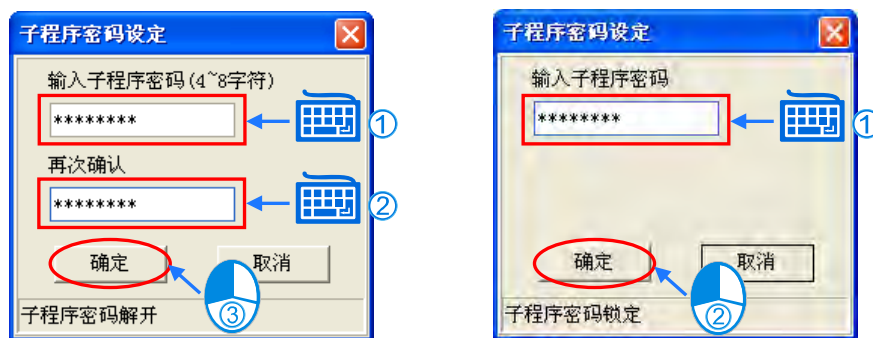 子程序密码设定
输入子程序密码(4~8字符)
********
①
再次确认
********
②
确定
取消
③
子程序密码解开
子程序密码设定
输入子程序密码
********
①
确定
取消
②
子程序密码锁定